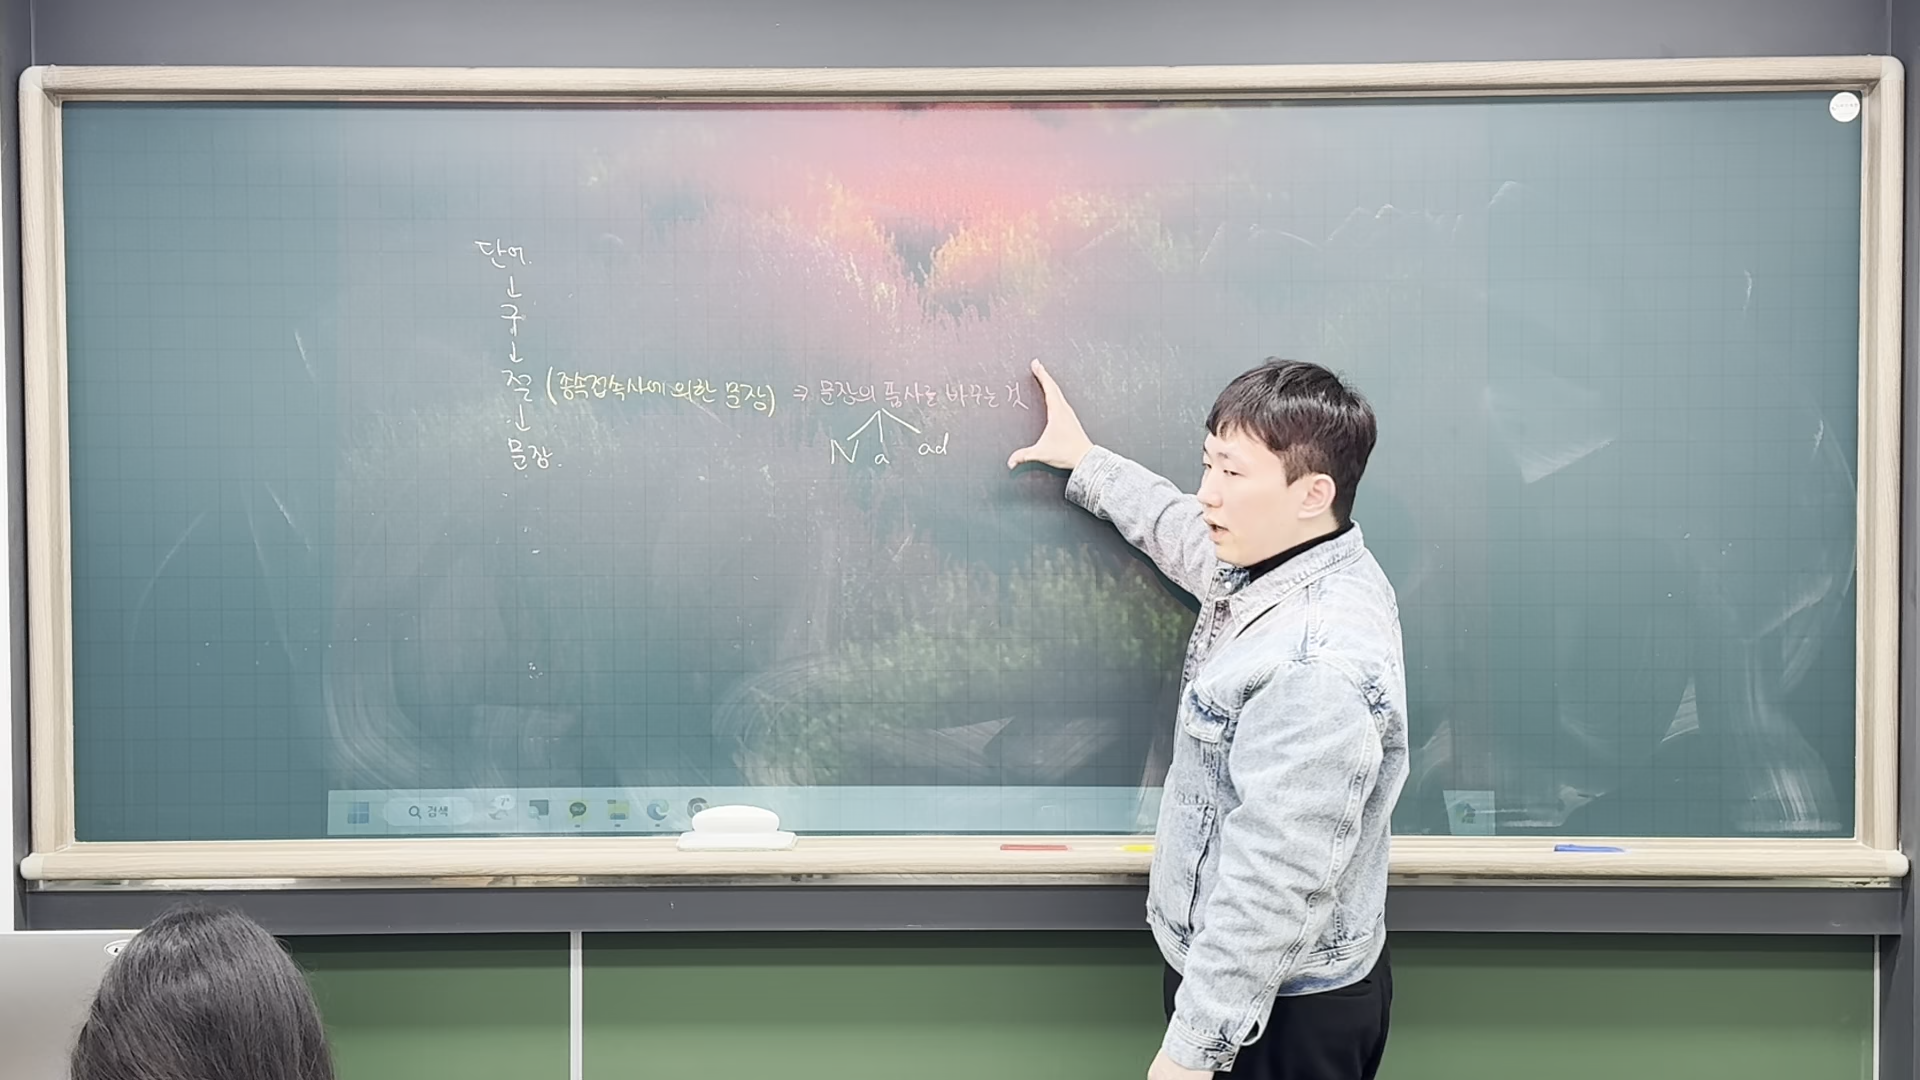 단어.
↓
구
↓
절 (종속접속사에 의한 문장) → 문장의 품사를 바꾸는 것
↓
N a ad
문장.
검색